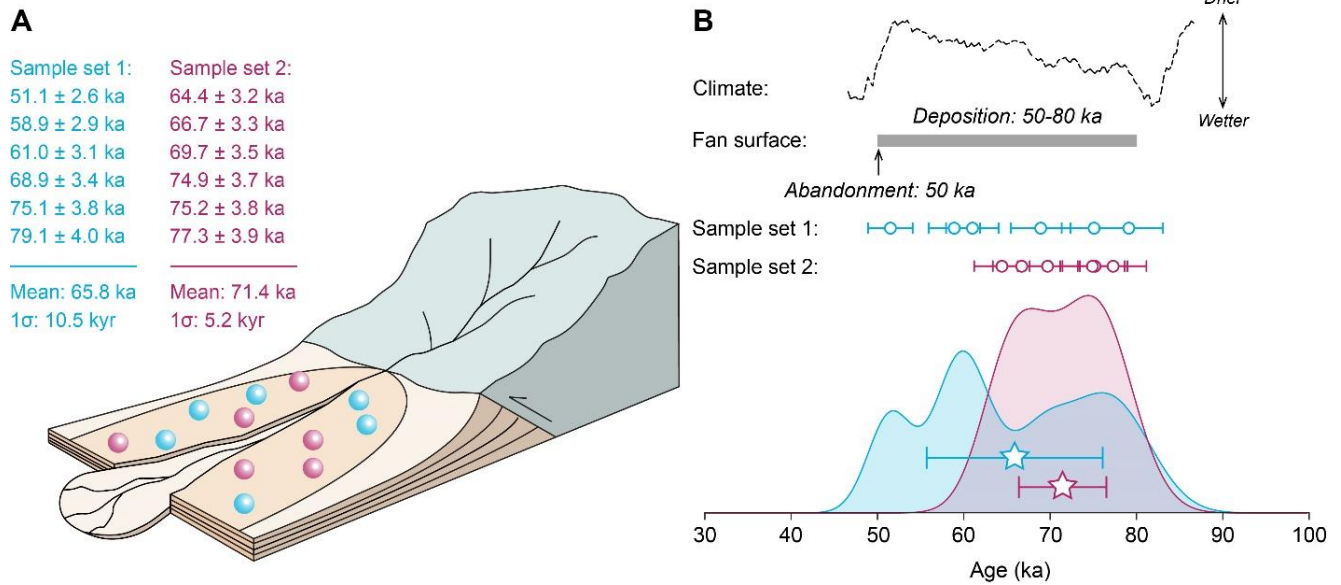 A
Sample set 1:
51.1 ± 2.6 ka
58.9 ± 2.9 ka
61.0 ± 3.1 ka
68.9 ± 3.4 ka
75.1 ± 3.8 ka
79.1 ± 4.0 ka
Mean: 65.8 ka
1σ: 10.5 kyr
Sample set 2:
64.4 ± 3.2 ka
66.7 ± 3.3 ka
69.7 ± 3.5 ka
74.9 ± 3.7 ka
75.2 ± 3.8 ka
77.3 ± 3.9 ka
Mean: 71.4 ka
1σ: 5.2 kyr
B
Drier
Climate:
Wetter
Deposition: 50-80 ka
Fan surface:
Abandonment: 50 ka
Sample set 1:
Sample set 2:
30 40 50 60 70 80 90 100
Age (ka)